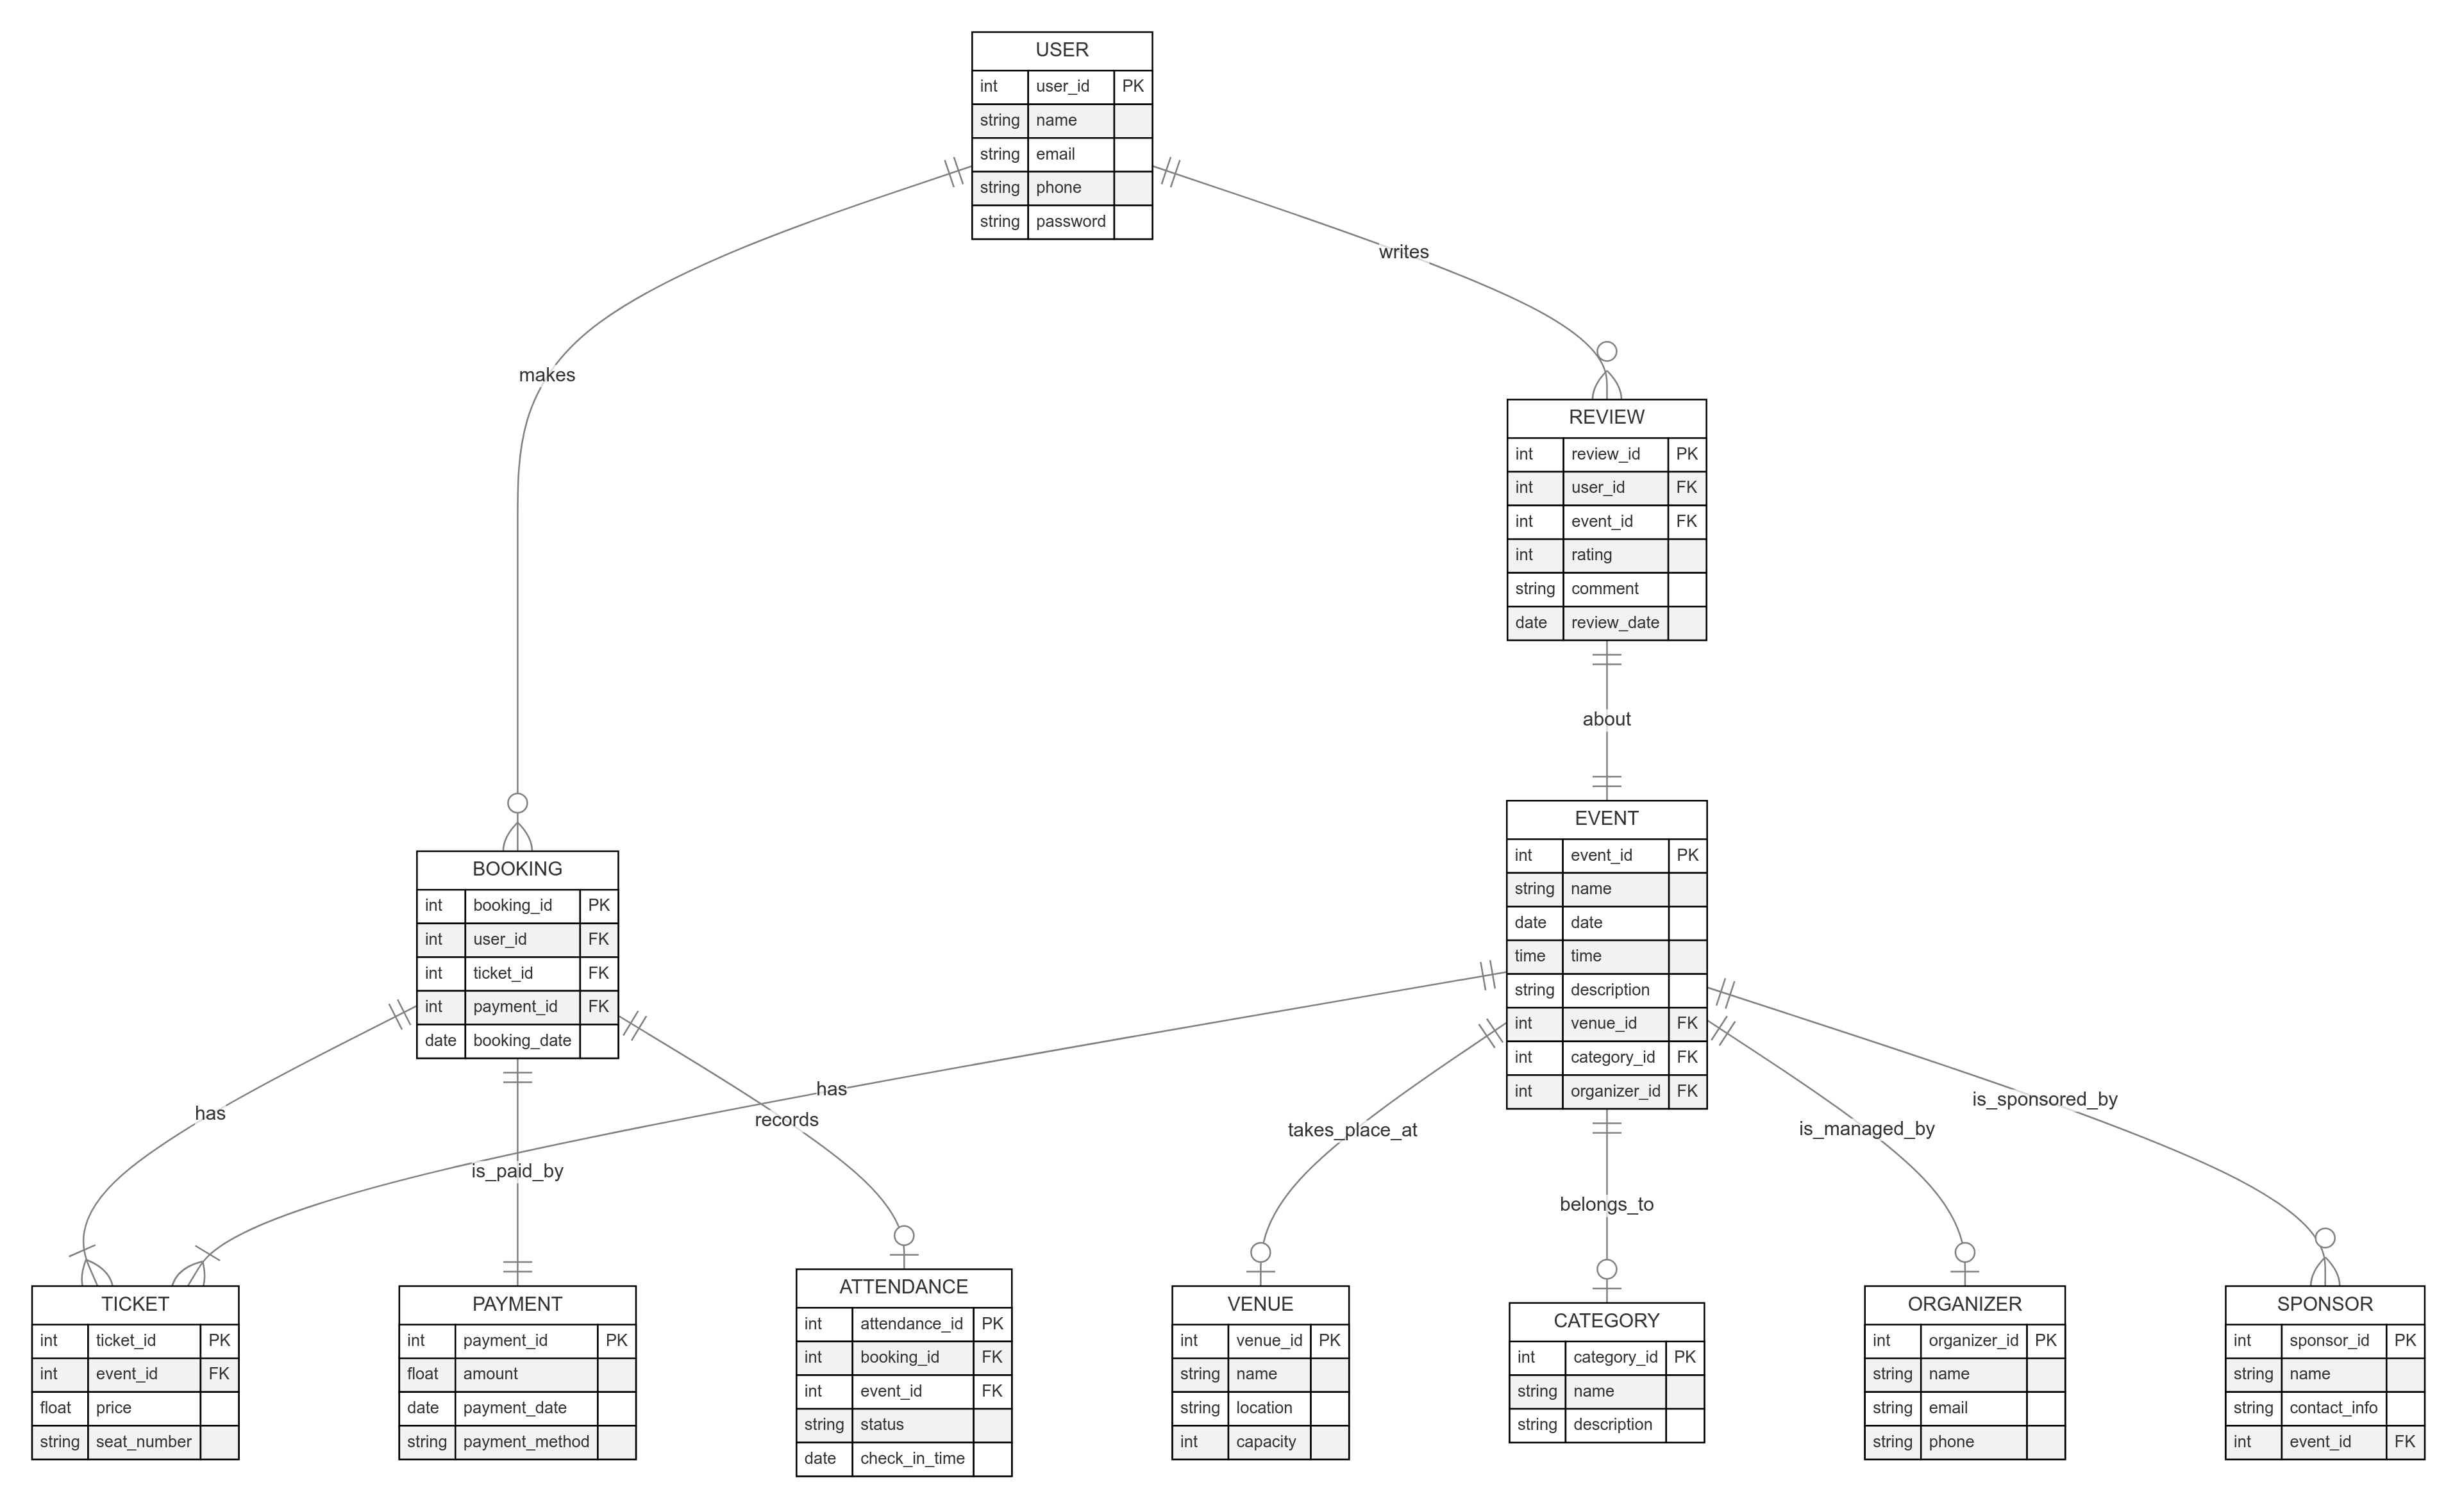 USER
int user_id PK
string name
string email
string phone
string password
makes
writes
REVIEW
int review_id PK
int user_id FK
int event_id FK
int rating
string comment
date review_date
about
BOOKING
int booking_id PK
int user_id FK
int ticket_id FK
int payment_id FK
date booking_date
EVENT
int event_id PK
string name
date date
time time
string description
int venue_id FK
int category_id FK
int organizer_id FK
has
is_paid_by
records
has
takes_place_at
belongs_to
is_managed_by
is_sponsored_by
TICKET
int ticket_id PK
int event_id FK
float price
string seat_number
PAYMENT
int payment_id PK
float amount
date payment_date
string payment_method
ATTENDANCE
int attendance_id PK
int booking_id FK
int event_id FK
string status
date check_in_time
VENUE
int venue_id PK
string name
string location
int capacity
CATEGORY
int category_id PK
string name
string description
ORGANIZER
int organizer_id PK
string name
string email
string phone
SPONSOR
int sponsor_id PK
string name
string contact_info
int event_id FK